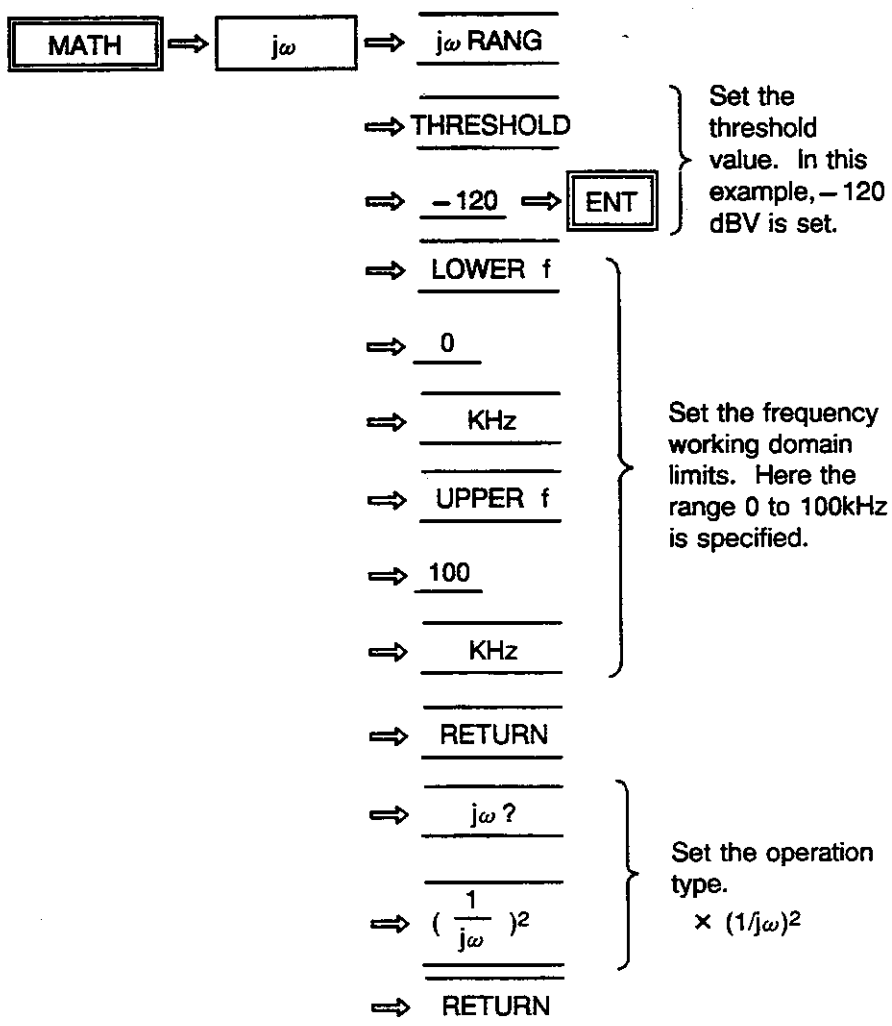 MATH ⇒ jω ⇒ jω RANG
⇒ THRESHOLD
⇒ −120 ⇒ ENT
Set the
threshold
value. In this
example, −120
dBV is set.
⇒ LOWER f
⇒ 0
⇒ KHz
⇒ UPPER f
⇒ 100
⇒ KHz
Set the frequency
working domain
limits. Here the
range 0 to 100kHz
is specified.
⇒ RETURN
⇒ jω ?
⇒ ( 1/jω )²
Set the operation
type.
× (1/jω)²
⇒ RETURN